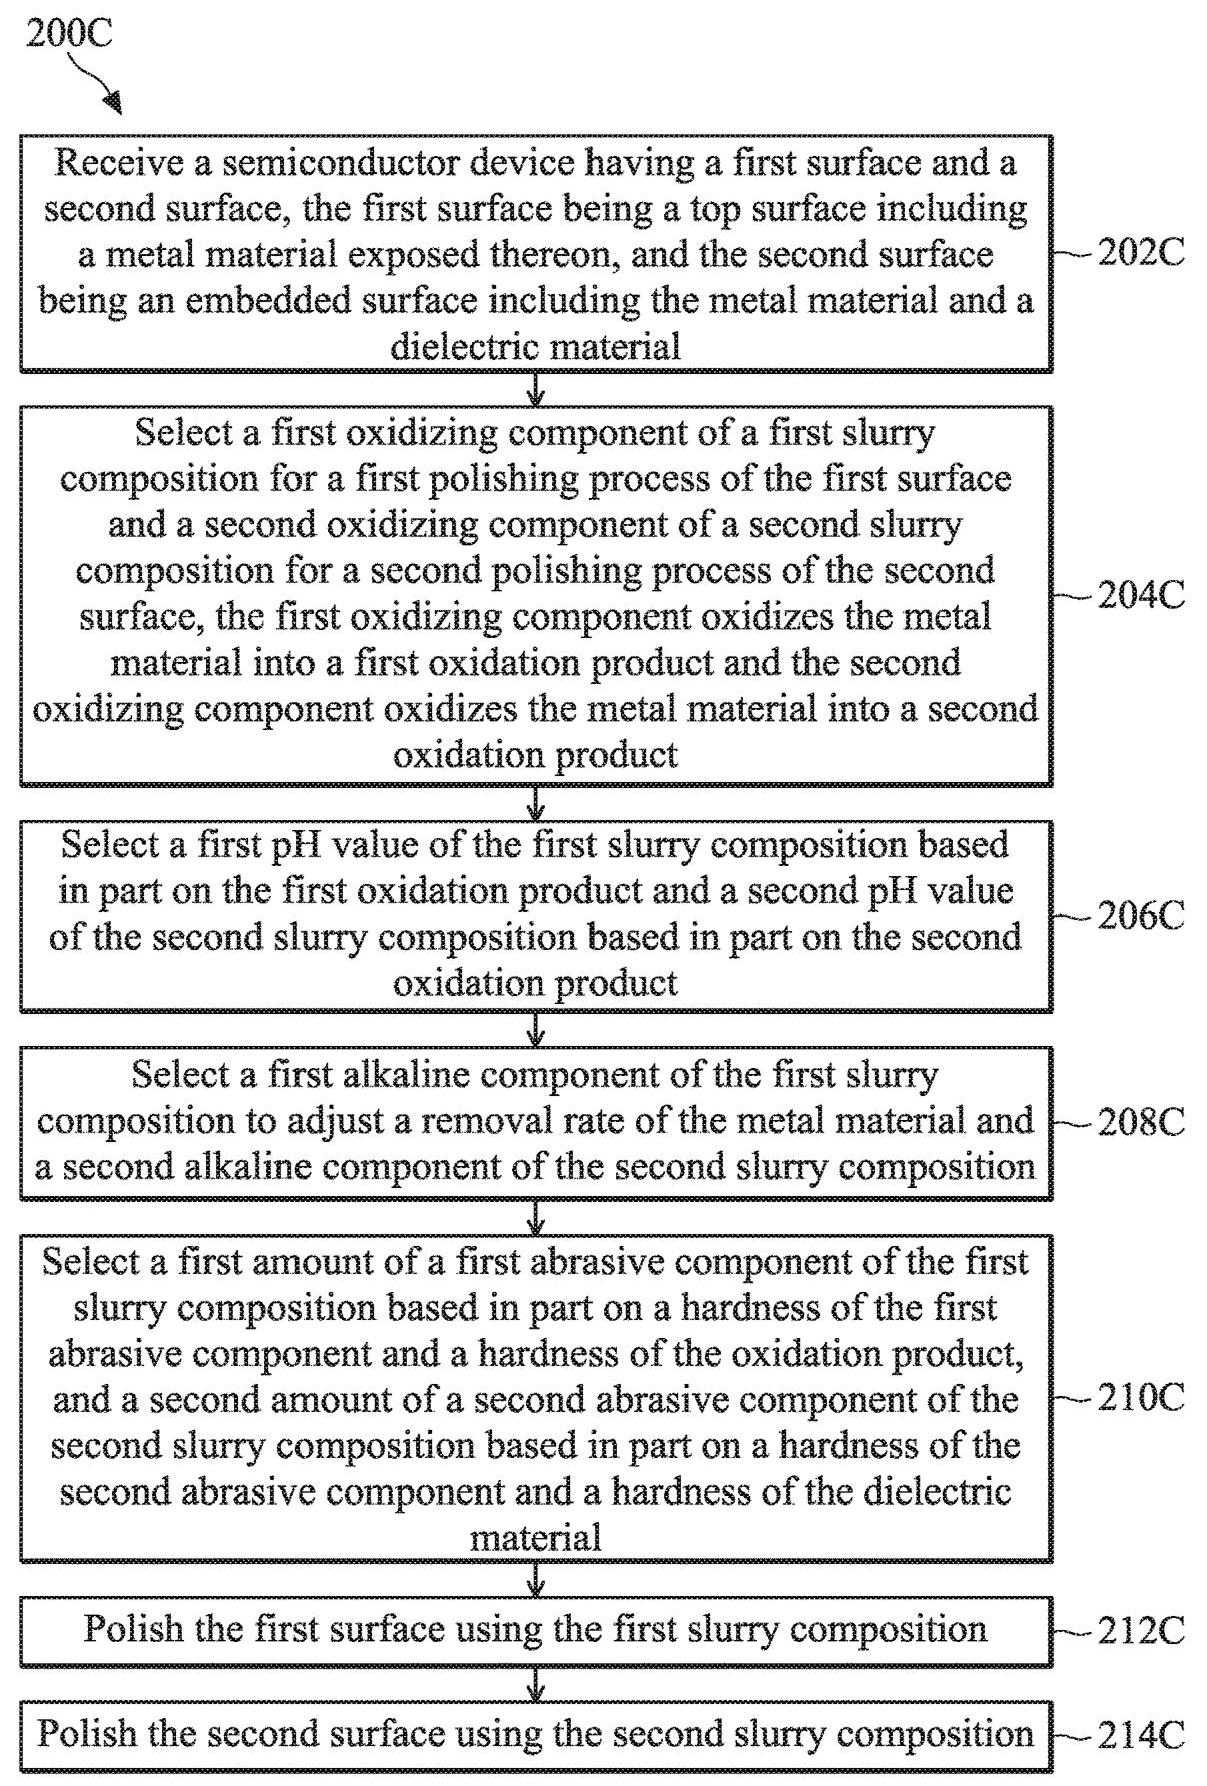 200C
Receive a semiconductor device having a first surface and a
second surface, the first surface being a top surface including
a metal material exposed thereon, and the second surface
being an embedded surface including the metal material and a
dielectric material
202C
Select a first oxidizing component of a first slurry
composition for a first polishing process of the first surface
and a second oxidizing component of a second slurry
composition for a second polishing process of the second
surface, the first oxidizing component oxidizes the metal
material into a first oxidation product and the second
oxidizing component oxidizes the metal material into a second
oxidation product
204C
Select a first pH value of the first slurry composition based
in part on the first oxidation product and a second pH value
of the second slurry composition based in part on the second
oxidation product
206C
Select a first alkaline component of the first slurry
composition to adjust a removal rate of the metal material and
a second alkaline component of the second slurry composition
208C
Select a first amount of a first abrasive component of the first
slurry composition based in part on a hardness of the first
abrasive component and a hardness of the oxidation product,
and a second amount of a second abrasive component of the
second slurry composition based in part on a hardness of the
second abrasive component and a hardness of the dielectric
material
210C
Polish the first surface using the first slurry composition
212C
Polish the second surface using the second slurry composition
214C